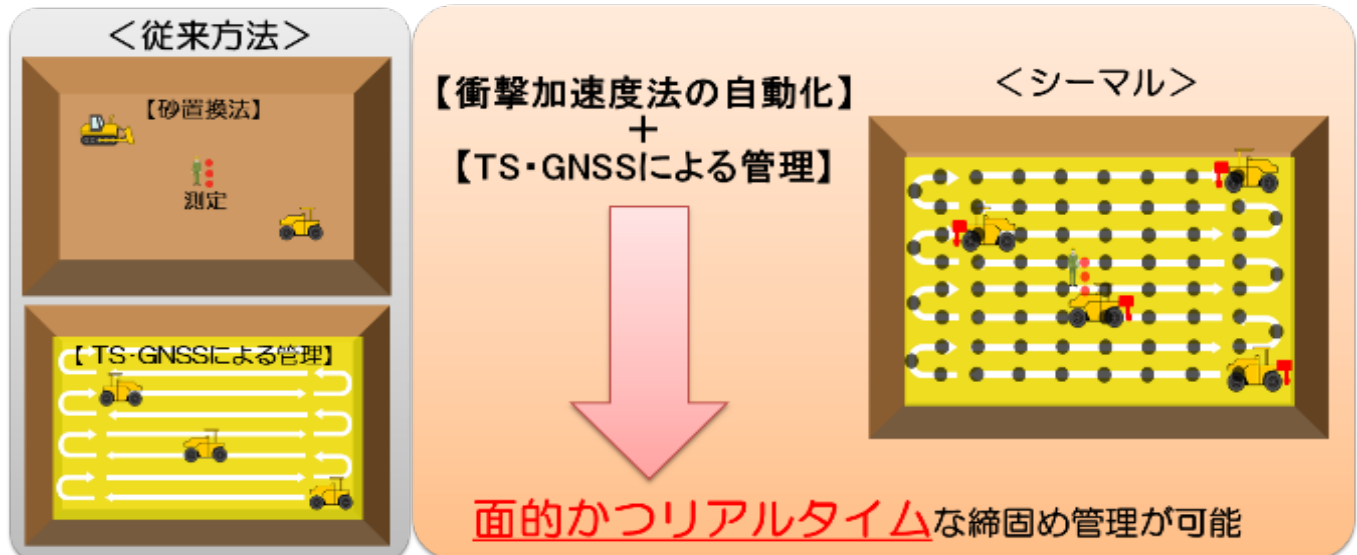 <従来方法>
【砂置換法】
測定
【TS・GNSSによる管理】
【衝撃加速度法の自動化】
+
【TS・GNSSによる管理】
<シーマル>
面的かつリアルタイムな締固め管理が可能